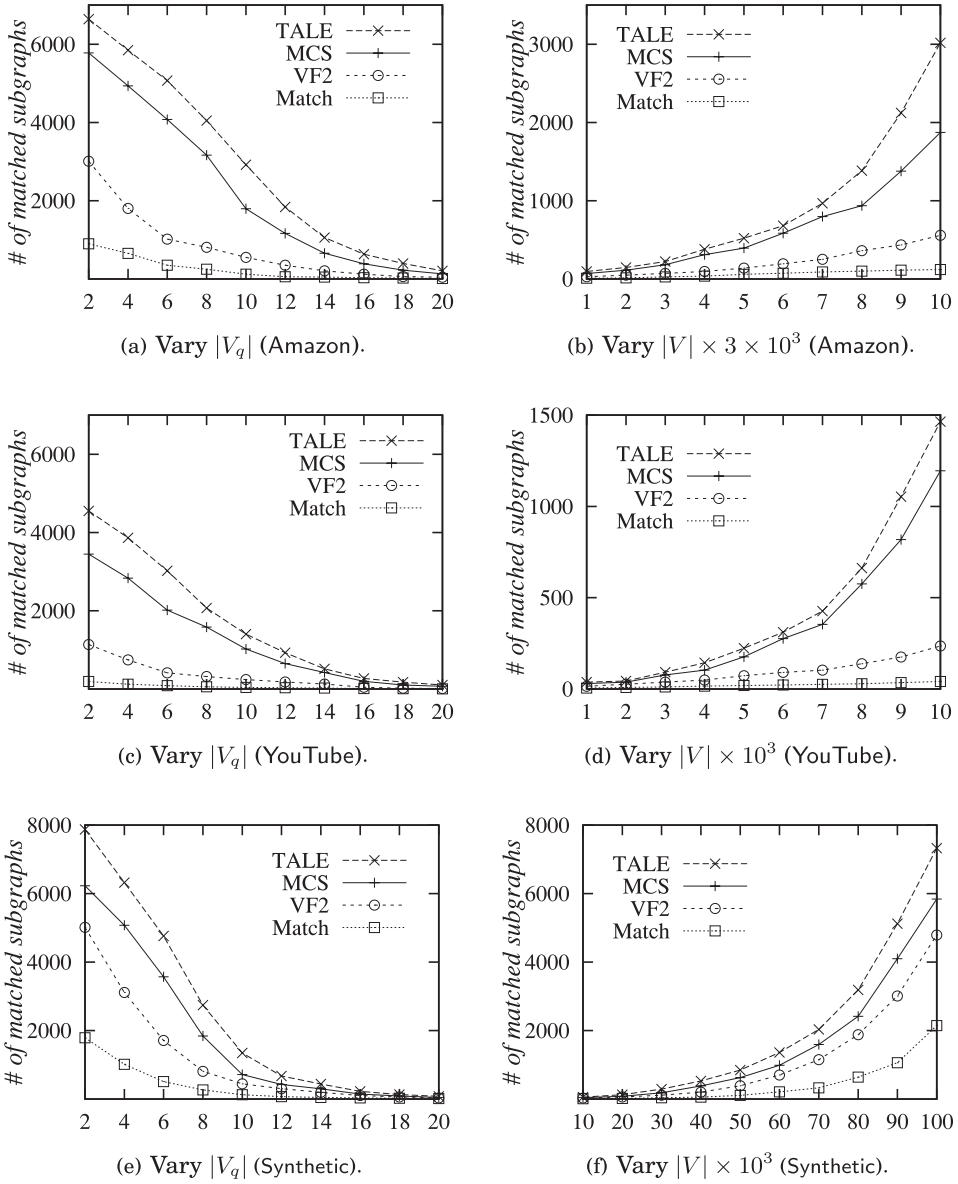 # of matched subgraphs
6000
4000
2000
TALE
MCS
VF2
Match
2 4 6 8 10 12 14 16 18 20
(a) Vary |V_q| (Amazon).
# of matched subgraphs
3000
2000
1000
0
TALE
MCS
VF2
Match
1 2 3 4 5 6 7 8 9 10
(b) Vary |V| × 3 × 10³ (Amazon).
# of matched subgraphs
6000
4000
2000
TALE
MCS
VF2
Match
2 4 6 8 10 12 14 16 18 20
(c) Vary |V_q| (YouTube).
# of matched subgraphs
1500
1000
500
0
TALE
MCS
VF2
Match
1 2 3 4 5 6 7 8 9 10
(d) Vary |V| × 10³ (YouTube).
# of matched subgraphs
8000
6000
4000
2000
TALE
MCS
VF2
Match
2 4 6 8 10 12 14 16 18 20
(e) Vary |V_q| (Synthetic).
# of matched subgraphs
8000
6000
4000
2000
TALE
MCS
VF2
Match
10 20 30 40 50 60 70 80 90 100
(f) Vary |V| × 10³ (Synthetic).